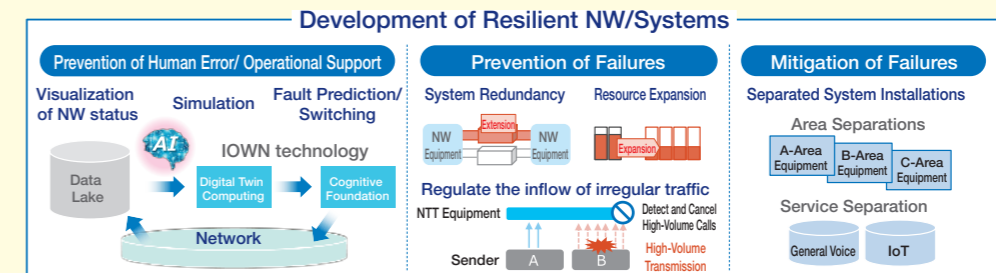 Development of Resilient NW/Systems
Prevention of Human Error/ Operational Support
Visualization
of NW status
Simulation
Fault Prediction/
Switching
AI
IOWN technology
Data
Lake
Digital Twin
Computing
Cognitive
Foundation
Network
Prevention of Failures
System Redundancy
Resource Expansion
NW
Equipment
Extension
NW
Equipment
Expansion
Regulate the inflow of irregular traffic
NTT Equipment
Detect and Cancel
High-Volume Calls
Sender
A
B
High-Volume
Transmission
Mitigation of Failures
Separated System Installations
Area Separations
A-Area
Equipment
B-Area
Equipment
C-Area
Equipment
Service Separation
General Voice
IoT